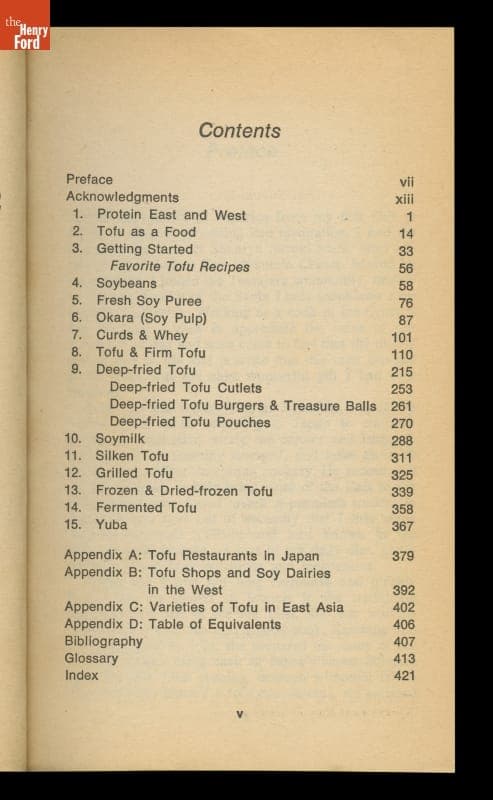 the
Henry
Ford
Contents
Preface vii
Acknowledgments xiii
1. Protein East and West 1
2. Tofu as a Food 14
3. Getting Started 33
Favorite Tofu Recipes 56
4. Soybeans 58
5. Fresh Soy Puree 76
6. Okara (Soy Pulp) 87
7. Curds & Whey 101
8. Tofu & Firm Tofu 110
9. Deep-fried Tofu 215
Deep-fried Tofu Cutlets 253
Deep-fried Tofu Burgers & Treasure Balls 261
Deep-fried Tofu Pouches 270
10. Soymilk 288
11. Silken Tofu 311
12. Grilled Tofu 325
13. Frozen & Dried-frozen Tofu 339
14. Fermented Tofu 358
15. Yuba 367
Appendix A: Tofu Restaurants in Japan 379
Appendix B: Tofu Shops and Soy Dairies
in the West 392
Appendix C: Varieties of Tofu in East Asia 402
Appendix D: Table of Equivalents 406
Bibliography 407
Glossary 413
Index 421
v